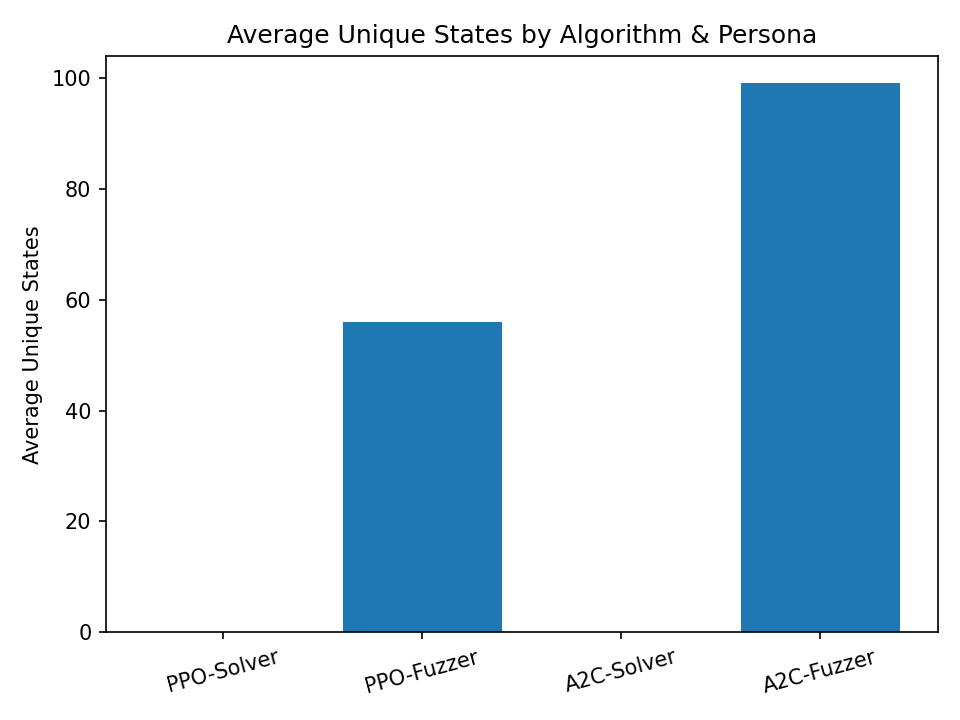 Average Unique States by Algorithm & Persona
Average Unique States
100
80
60
40
20
0
PPO-Solver
PPO-Fuzzer
A2C-Solver
A2C-Fuzzer